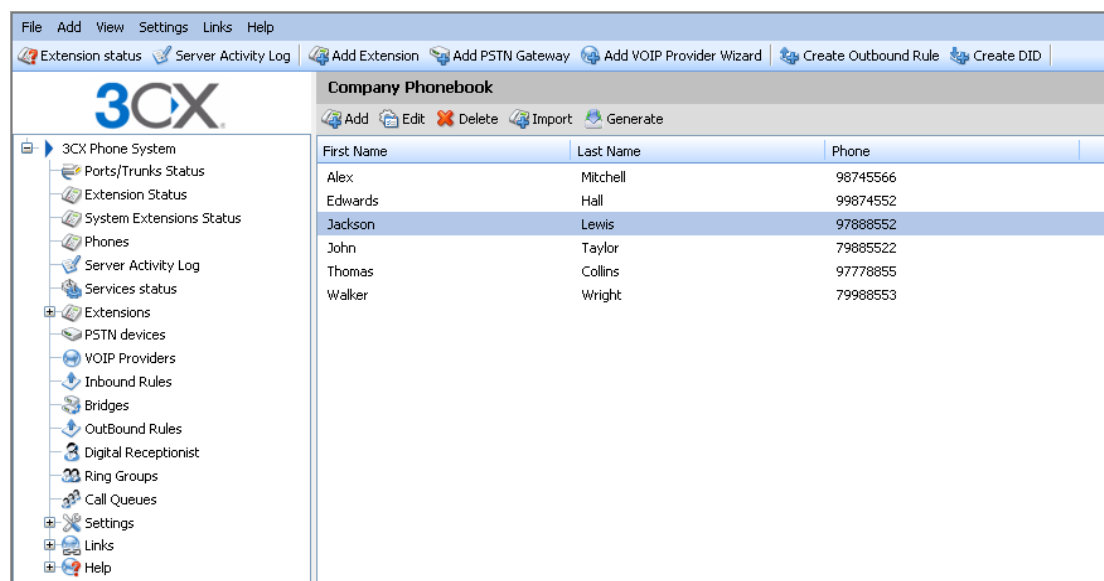 File Add View Settings Links Help
Extension status Server Activity Log Add Extension Add PSTN Gateway Add VOIP Provider Wizard Create Outbound Rule Create DID
3CX
Company Phonebook
Add Edit Delete Import Generate
3CX Phone System
Ports/Trunks Status
Extension Status
System Extensions Status
Phones
Server Activity Log
Services status
Extensions
PSTN devices
VOIP Providers
Inbound Rules
Bridges
OutBound Rules
Digital Receptionist
Ring Groups
Call Queues
Settings
Links
Help
First Name Last Name Phone
Alex Mitchell 98745566
Edwards Hall 99874552
Jackson Lewis 97888552
John Taylor 79885522
Thomas Collins 97778855
Walker Wright 79988553